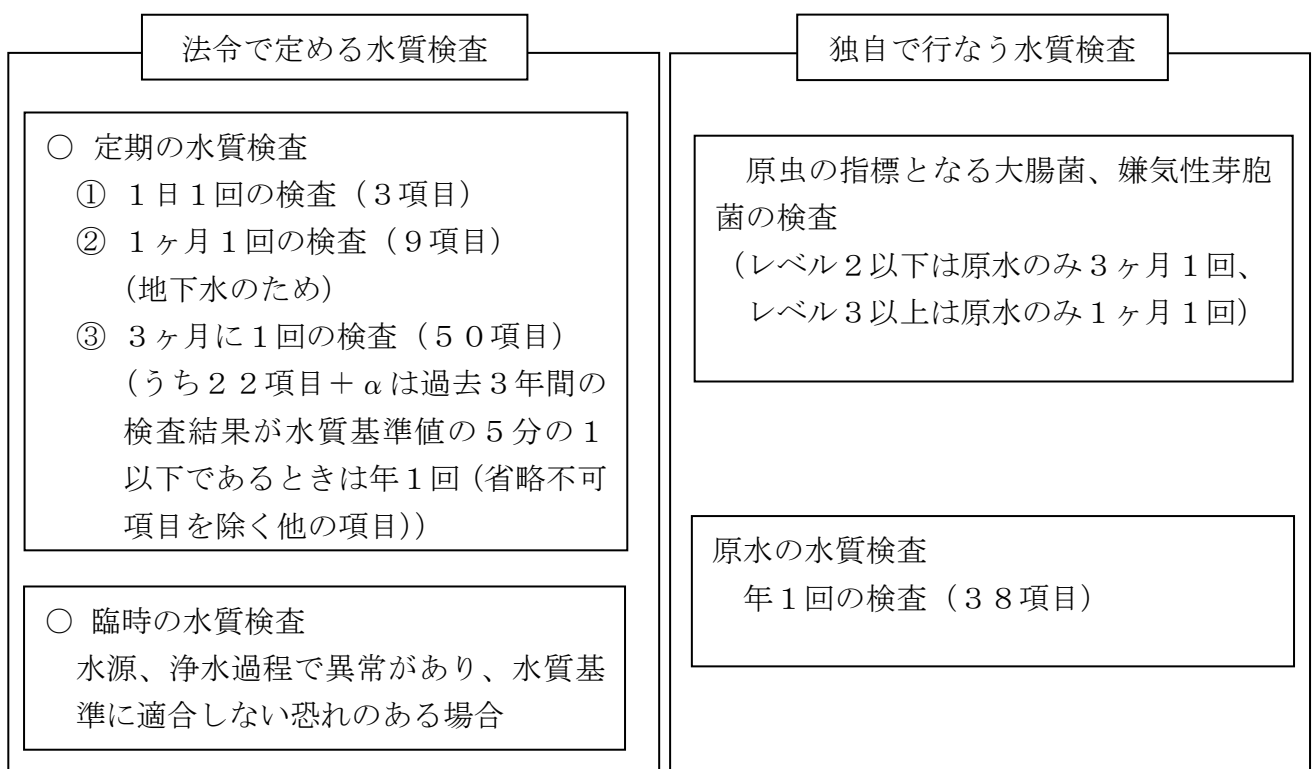 法令で定める水質検査
○ 定期の水質検査
① １日１回の検査（３項目）
② １ヶ月１回の検査（９項目）
（地下水のため）
③ ３ヶ月に１回の検査（５０項目）
（うち２２項目＋αは過去３年間の
検査結果が水質基準値の５分の１
以下であるときは年１回（省略不可
項目を除く他の項目））
○ 臨時の水質検査
水源、浄水過程で異常があり、水質基
準に適合しない恐れのある場合
独自で行なう水質検査
原虫の指標となる大腸菌、嫌気性芽胞
菌の検査
（レベル２以下は原水のみ３ヶ月１回、
レベル３以上は原水のみ１ヶ月１回）
原水の水質検査
年１回の検査（３８項目）